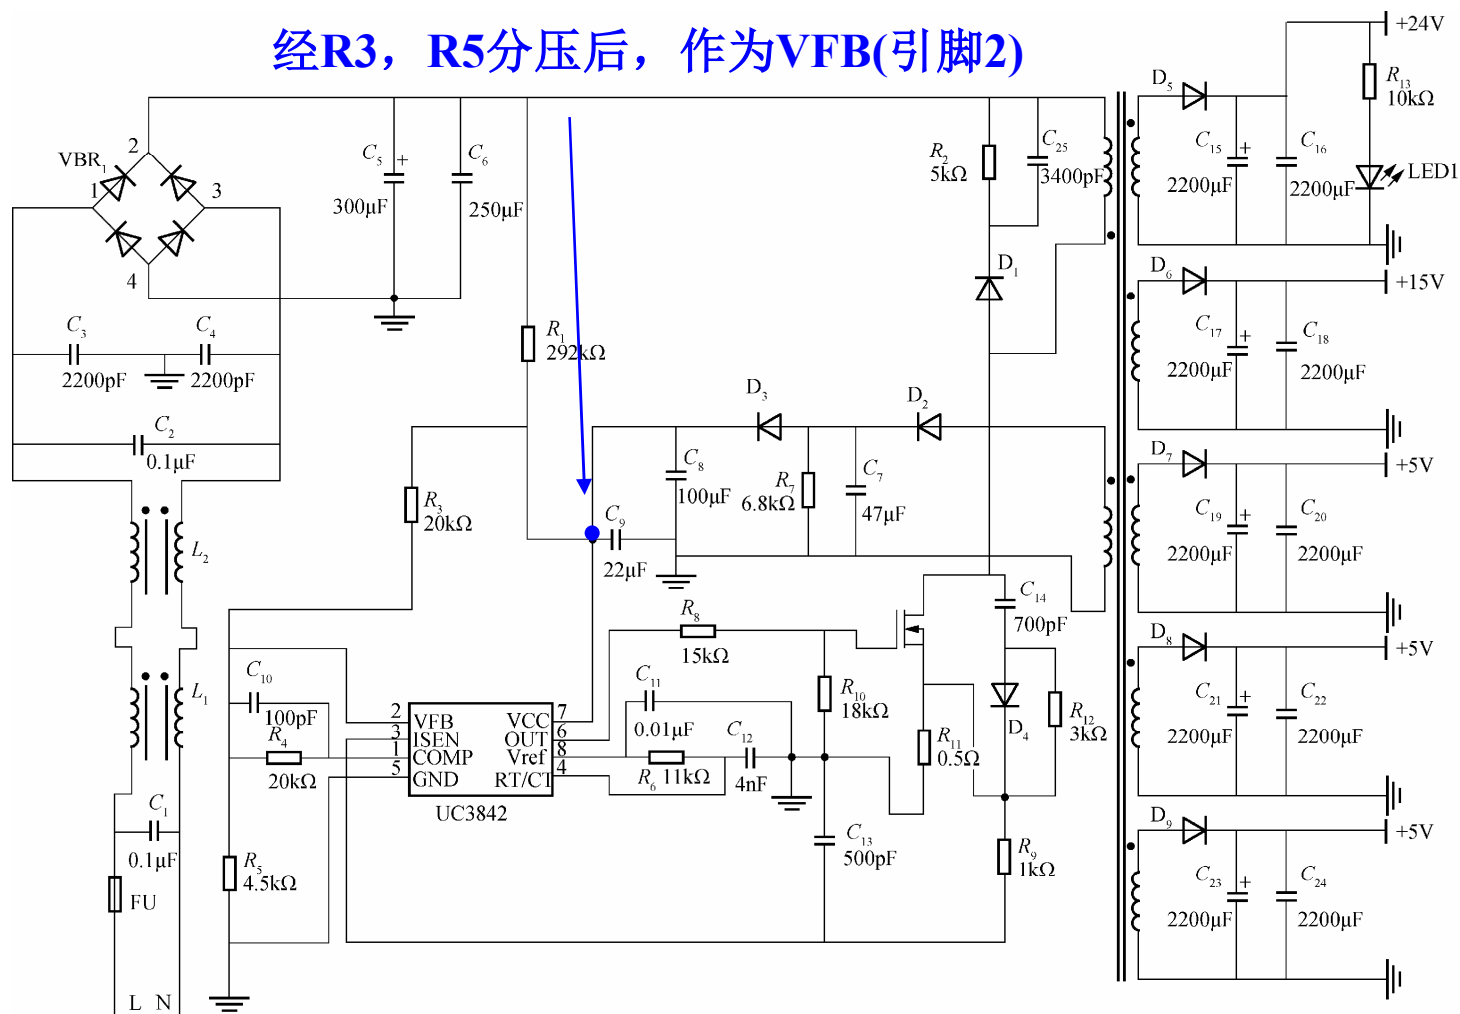 经R3，R5分压后，作为VFB(引脚2)
+24V
D5
R13
10kΩ
VBR1
2
1
3
4
C5
+
300μF
C6
250μF
R2
5kΩ
C25
3400pF
C15
+
2200μF
C16
2200μF
LED1
D1
D6
+15V
C3
2200pF
C4
2200pF
R1
292kΩ
C17
+
2200μF
C18
2200μF
C2
0.1μF
D3
D2
D7
+5V
R3
20kΩ
C8
100μF
R7
6.8kΩ
C7
47μF
C9
22μF
C19
+
2200μF
C20
2200μF
L2
R8
15kΩ
C14
700pF
D8
+5V
L1
C10
100pF
R4
20kΩ
2
3
1
5
VFB
ISEN
COMP
GND
VCC
OUT
Vref
RT/CT
7
6
8
4
UC3842
C11
0.01μF
R6 11kΩ
C12
4nF
R10
18kΩ
R11
0.5Ω
D4
R12
3kΩ
C21
+
2200μF
C22
2200μF
C1
0.1μF
FU
R5
4.5kΩ
C13
500pF
R9
1kΩ
D9
+5V
C23
+
2200μF
C24
2200μF
L N